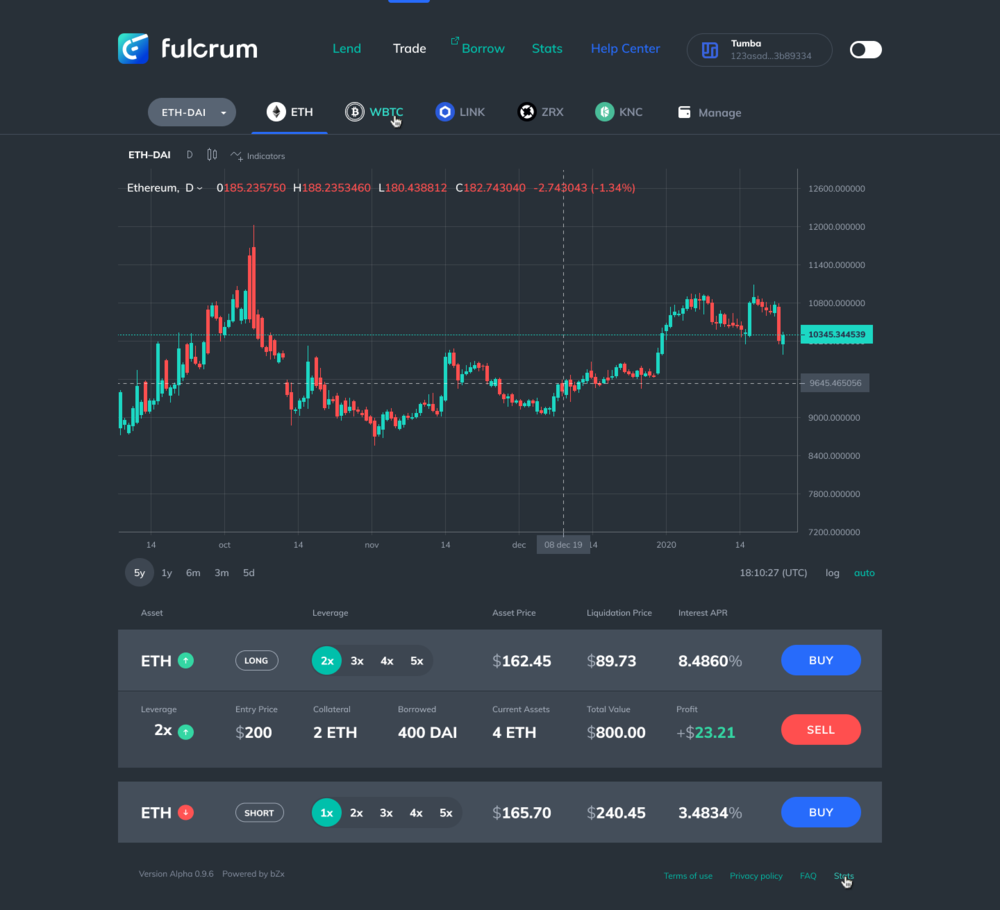 fulcrum
Lend Trade Borrow Stats Help Center
Tumba
123asad...3b89334
ETH-DAI ETH WBTC LINK ZRX KNC Manage
ETH–DAI D Indicators
Ethereum, D O185.235750 H188.2353460 L180.438812 C182.743040 -2.743043 (-1.34%)
12600.000000
12000.000000
11400.000000
10800.000000
10345.344539
9645.465056
9000.000000
8400.000000
7800.000000
7200.000000
14 oct 14 nov 14 dec 08 dec 19 14 2020 14
5y 1y 6m 3m 5d 18:10:27 (UTC) log auto
Asset Leverage Asset Price Liquidation Price Interest APR
ETH LONG 2x 3x 4x 5x $162.45 $89.73 8.4860% BUY
Leverage Entry Price Collateral Borrowed Current Assets Total Value Profit
2x $200 2 ETH 400 DAI 4 ETH $800.00 +$23.21 SELL
ETH SHORT 1x 2x 3x 4x 5x $165.70 $240.45 3.4834% BUY
Version Alpha 0.9.6 Powered by bZx Terms of use Privacy policy FAQ Stats